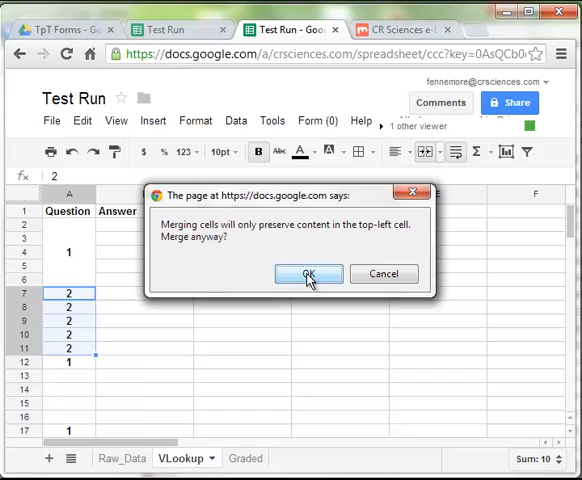 TpT Forms - Go
Test Run
Test Run - Goo
CR Sciences e-L
https://docs.google.com/a/crsciences.com/spreadsheet/ccc?key=0AsQCb0
fennemore@crsciences.com
Test Run
Comments
Share
File Edit View Insert Format Data Tools Form (0) Help
1 other viewer
$ % 123 10pt B A Σ
fx 2
A
F
1 Question Answer
2
3
4 1
5
6
7 2
8 2
9 2
10 2
11 2
12 1
13
14
15
16
17 1
The page at https://docs.google.com says:
Merging cells will only preserve content in the top-left cell.
Merge anyway?
OK Cancel
+ Raw_Data VLookup Graded
Sum: 10